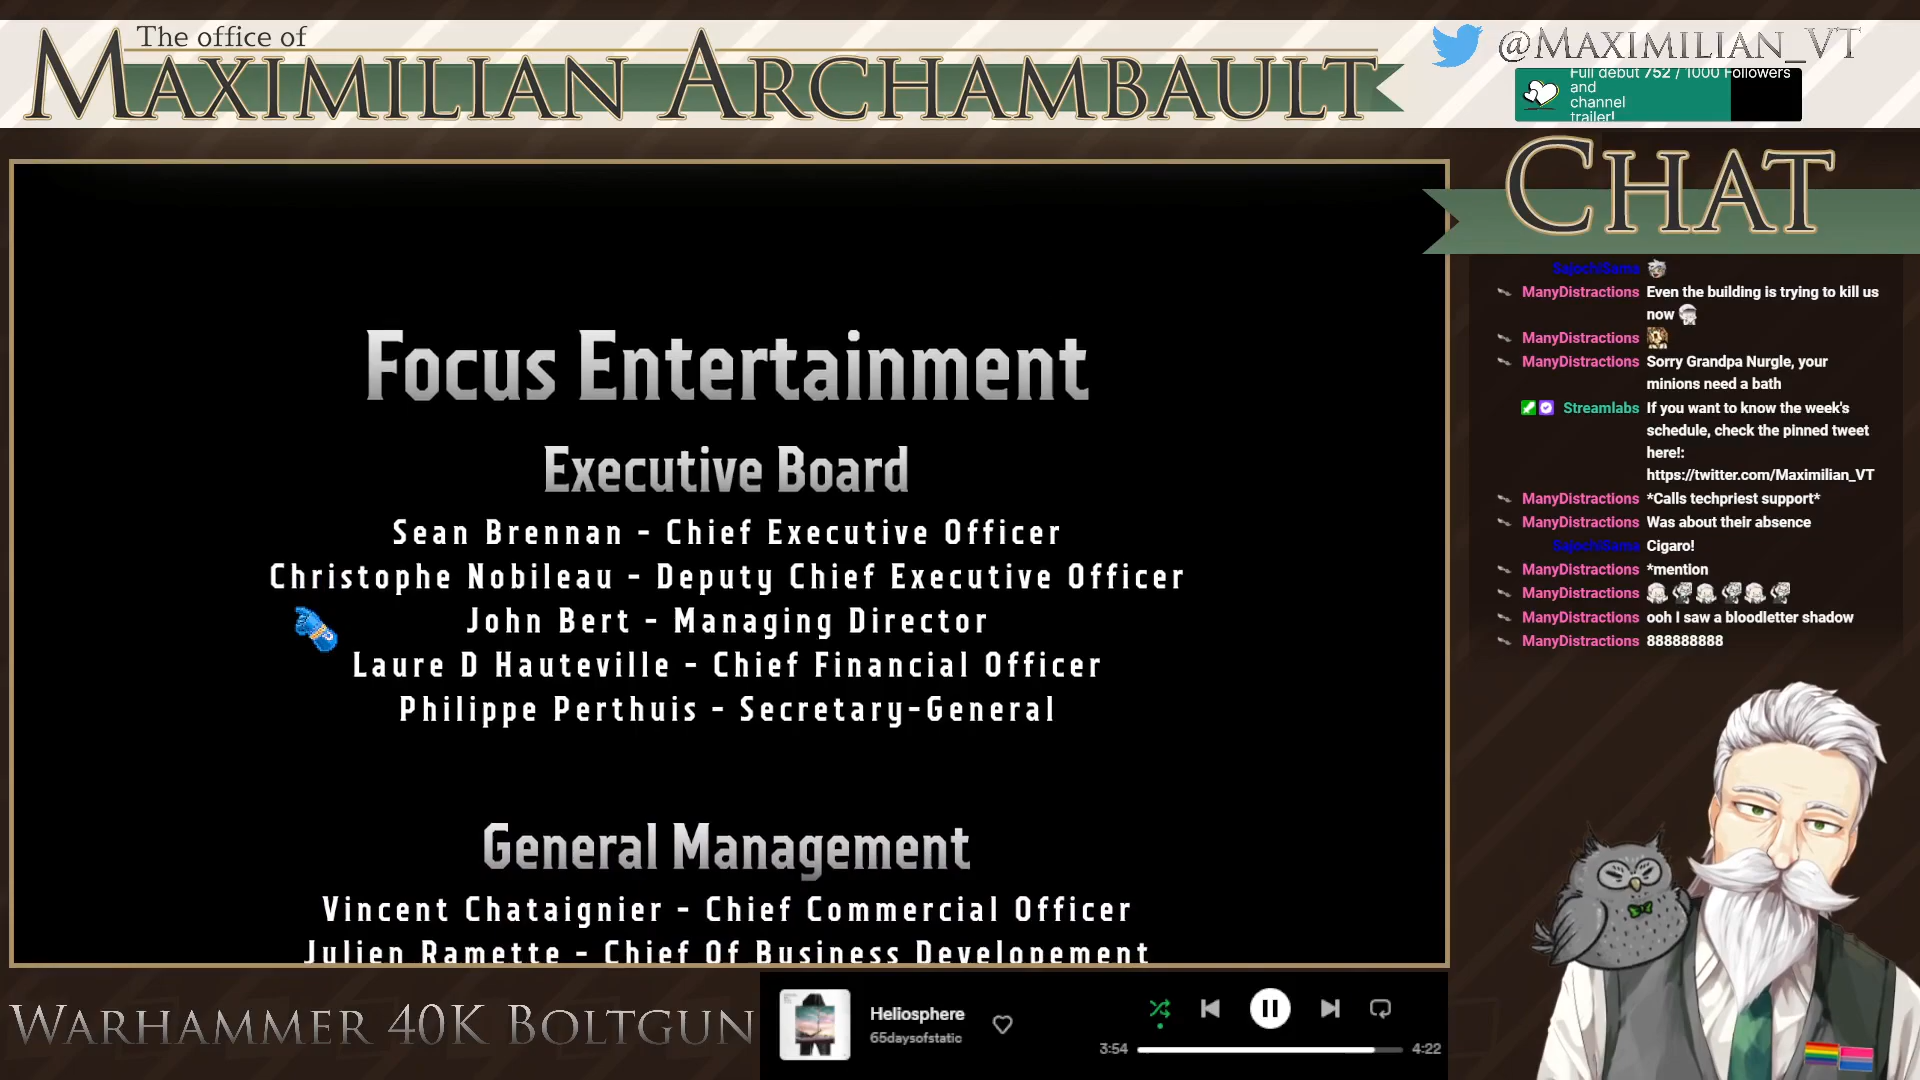 The office of
MAXIMILIAN ARCHAMBAULT
@MAXIMILIAN_VT
Full debut 752 / 1000 Followers
and
channel
trailer!
CHAT
Focus Entertainment
Executive Board
Sean Brennan - Chief Executive Officer
Christophe Nobileau - Deputy Chief Executive Officer
John Bert - Managing Director
Laure D Hauteville - Chief Financial Officer
Philippe Perthuis - Secretary-General
General Management
Vincent Chataignier - Chief Commercial Officer
Julien Ramette - Chief Of Business Developement
SajochiSama
ManyDistractions Even the building is trying to kill us
now
ManyDistractions
ManyDistractions Sorry Grandpa Nurgle, your
minions need a bath
Streamlabs If you want to know the week's
schedule, check the pinned tweet
here!:
https://twitter.com/Maximilian_VT
ManyDistractions *Calls techpriest support*
ManyDistractions Was about their absence
SajochiSama Cigaro!
ManyDistractions *mention
ManyDistractions
ManyDistractions ooh I saw a bloodletter shadow
ManyDistractions 888888888
WARHAMMER 40K BOLTGUN
Heliosphere
65daysofstatic
3:54
4:22